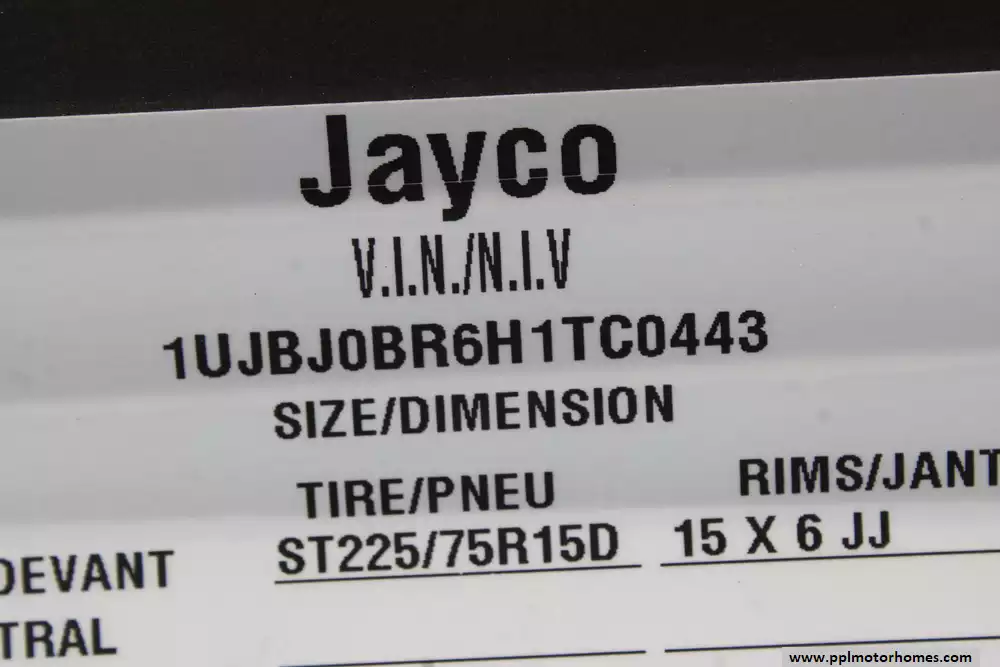 Jayco
V.I.N./N.I.V
1UJBJ0BR6H1TC0443
SIZE/DIMENSION
TIRE/PNEU RIMS/JANT
DEVANT ST225/75R15D 15 X 6 JJ
TRAL
www.pplmotorhomes.com